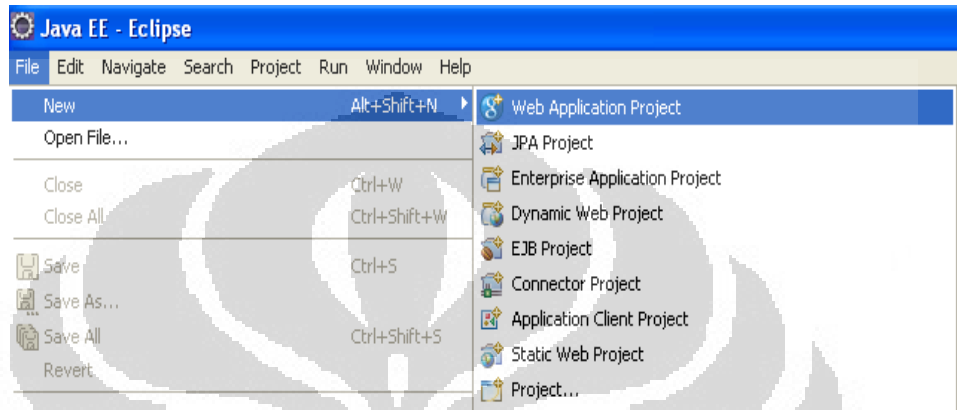 Java EE - Eclipse
File Edit Navigate Search Project Run Window Help
New Alt+Shift+N
Open File...
Close Ctrl+W
Close All Ctrl+Shift+W
Save Ctrl+S
Save As...
Save All Ctrl+Shift+S
Revert
Web Application Project
JPA Project
Enterprise Application Project
Dynamic Web Project
EJB Project
Connector Project
Application Client Project
Static Web Project
Project...